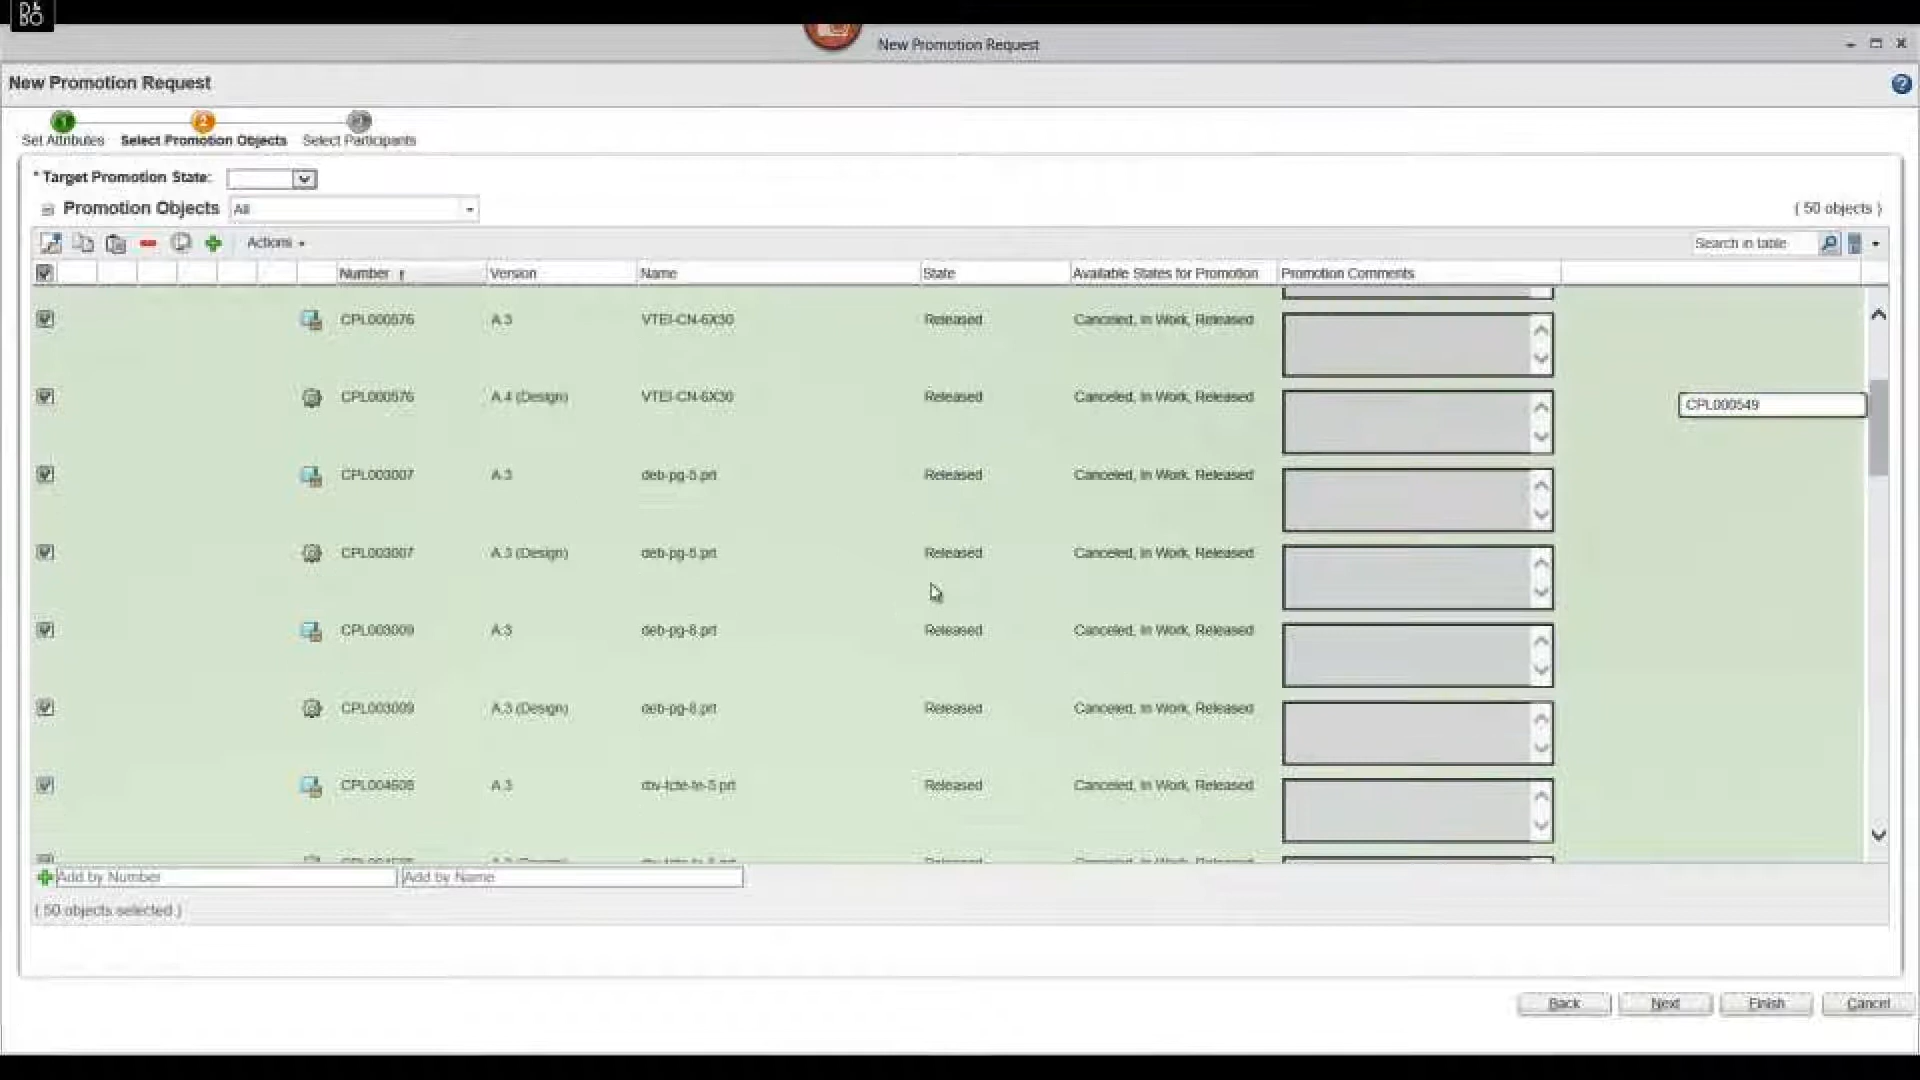 New Promotion Request
New Promotion Request
1 2 3
Set Attributes Select Promotion Objects Select Participants
* Target Promotion State:
Promotion Objects All ( 50 objects )
Actions Search in table
Number Version Name State Available States for Promotion Promotion Comments
CPL000576 A.3 VTEI-CN-6X30 Released Canceled, In Work, Released
CPL000576 A.4 (Design) VTEI-CN-6X30 Released Canceled, In Work, Released
CPL000549
CPL003007 A.3 deb-pg-5.prt Released Canceled, In Work, Released
CPL003007 A.3 (Design) deb-pg-5.prt Released Canceled, In Work, Released
CPL003009 A.3 deb-pg-8.prt Released Canceled, In Work, Released
CPL003009 A.3 (Design) deb-pg-8.prt Released Canceled, In Work, Released
A.3 Released Canceled, In Work, Released
Add by Number Add by Name
( 50 objects selected )
Back Next Finish Cancel